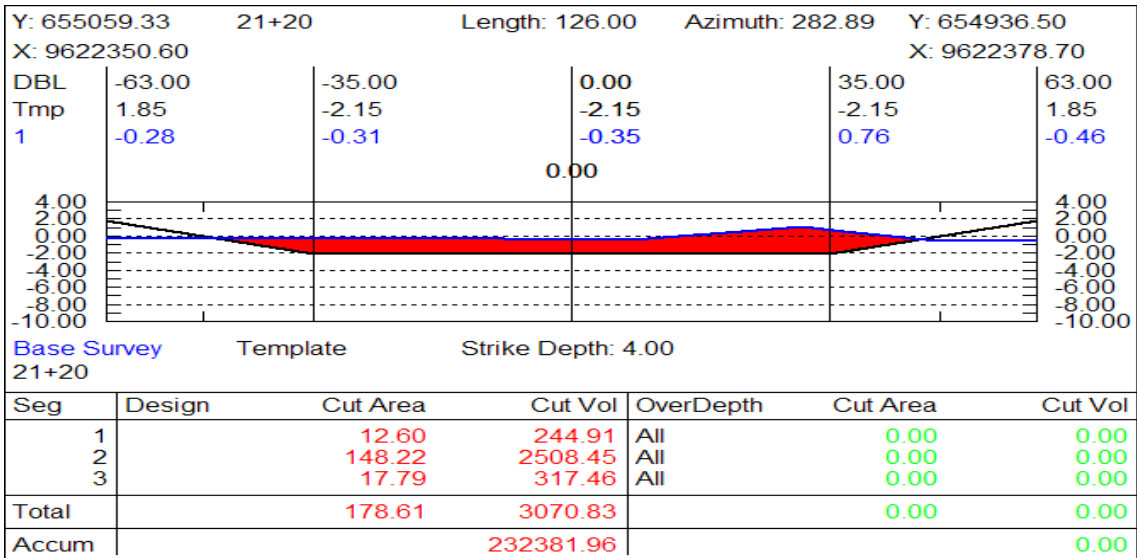 Y: 655059.33 21+20 Length: 126.00 Azimuth: 282.89 Y: 654936.50
X: 9622350.60 X: 9622378.70
DBL -63.00 -35.00 0.00 35.00 63.00
Tmp 1.85 -2.15 -2.15 -2.15 1.85
1 -0.28 -0.31 -0.35 0.76 -0.46
0.00
4.00 4.00
2.00 2.00
0.00 0.00
-2.00 -2.00
-4.00 -4.00
-6.00 -6.00
-8.00 -8.00
-10.00 -10.00
Base Survey Template Strike Depth: 4.00
21+20
Seg Design Cut Area Cut Vol OverDepth Cut Area Cut Vol
1 12.60 244.91 All 0.00 0.00
2 148.22 2508.45 All 0.00 0.00
3 17.79 317.46 All 0.00 0.00
Total 178.61 3070.83 0.00 0.00
Accum 232381.96 0.00